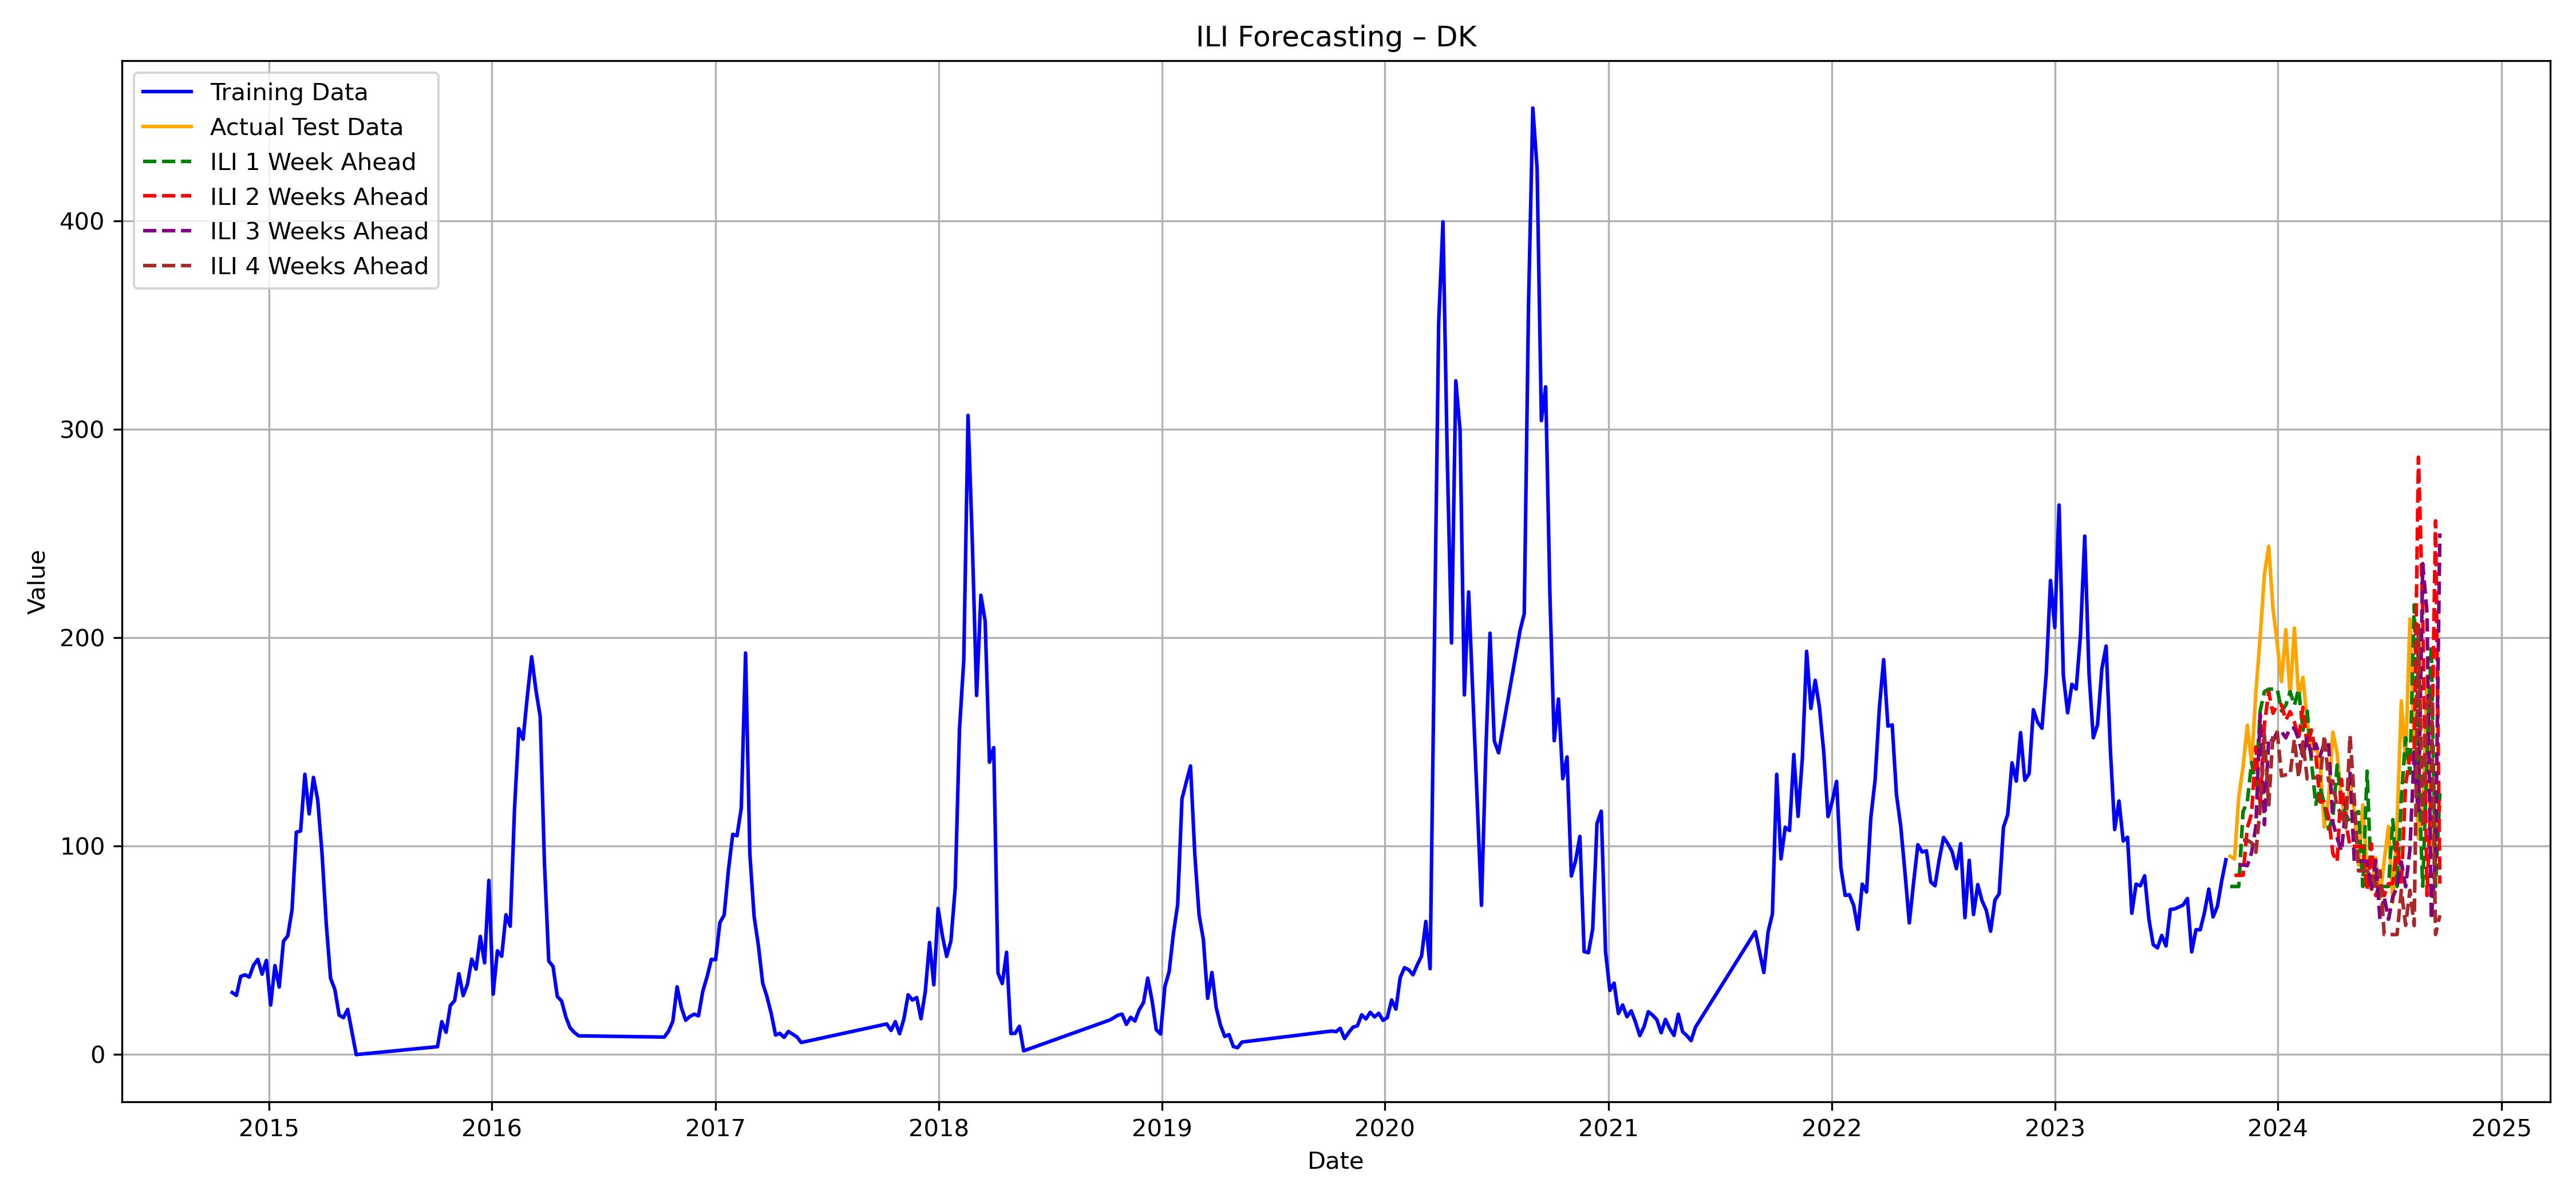 ILI Forecasting – DK
Training Data
Actual Test Data
ILI 1 Week Ahead
ILI 2 Weeks Ahead
ILI 3 Weeks Ahead
ILI 4 Weeks Ahead
Value
400
300
200
100
0
2015 2016 2017 2018 2019 2020 2021 2022 2023 2024 2025
Date